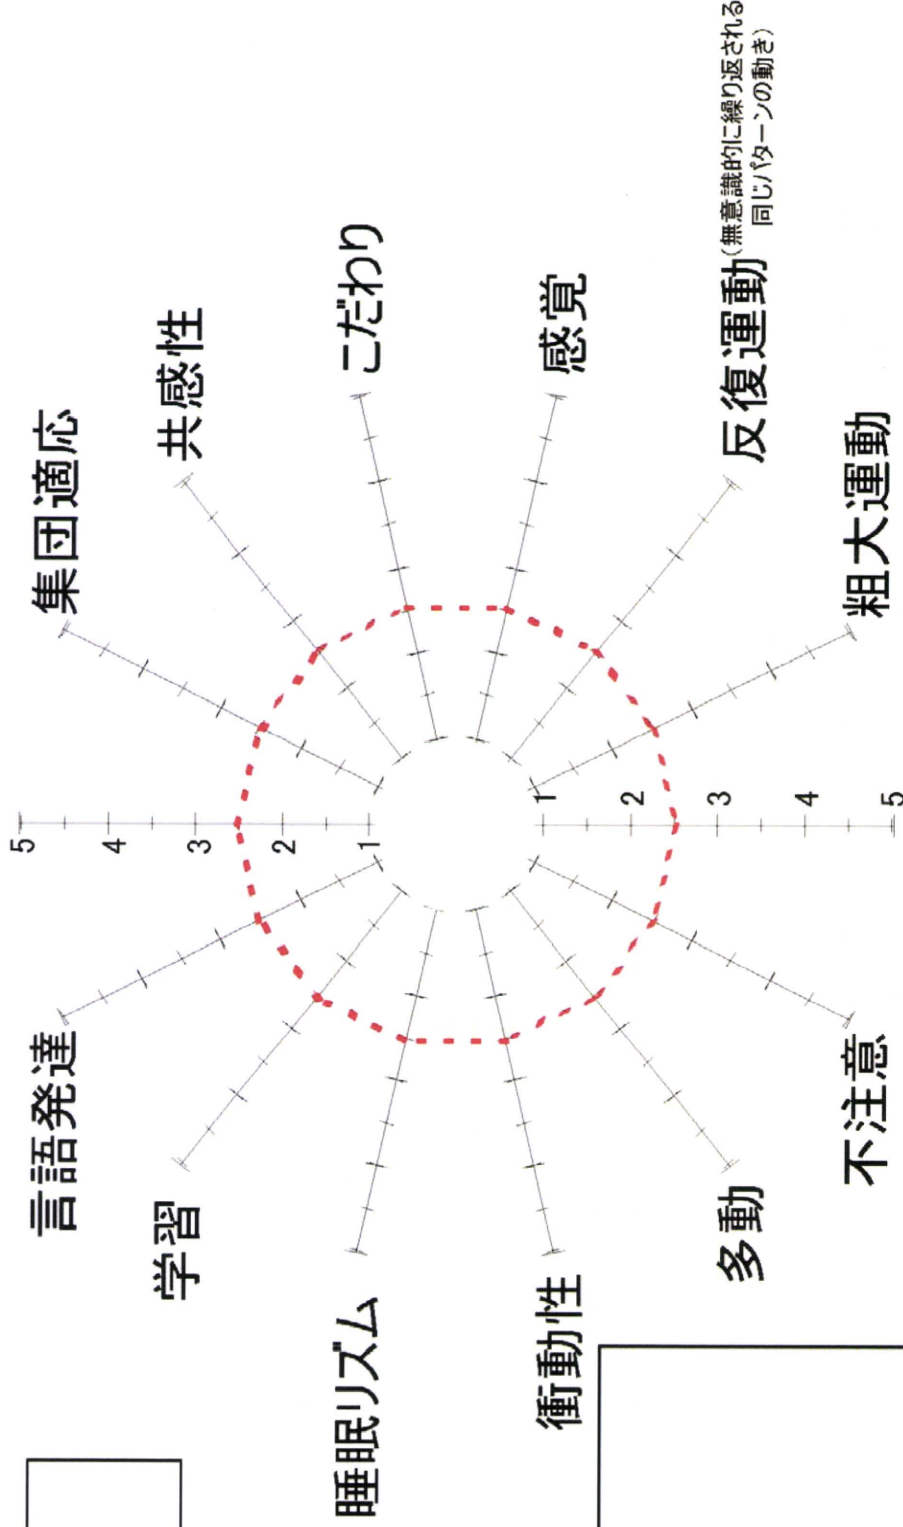 5
言語発達
集団適応
4
学習
共感性
3
2
睡眠リズム
こだわり
1
1
衝動性
感覚
2
3
多動
反復運動(無意識的に繰り返される
同じパターンの動き)
4
不注意
粗大運動
5